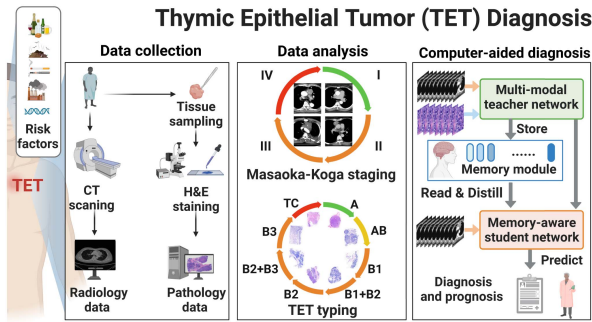 Thymic Epithelial Tumor (TET) Diagnosis
Risk
factors
TET
Data collection
Tissue
sampling
CT
scaning
H&E
staining
Radiology
data
Pathology
data
Data analysis
IV
I
III
II
Masaoka-Koga staging
TC
A
B3
AB
B2+B3
B1
B2
B1+B2
TET typing
Computer-aided diagnosis
Multi-modal
teacher network
Store
Memory module
Read & Distill
Memory-aware
student network
Predict
Diagnosis
and prognosis